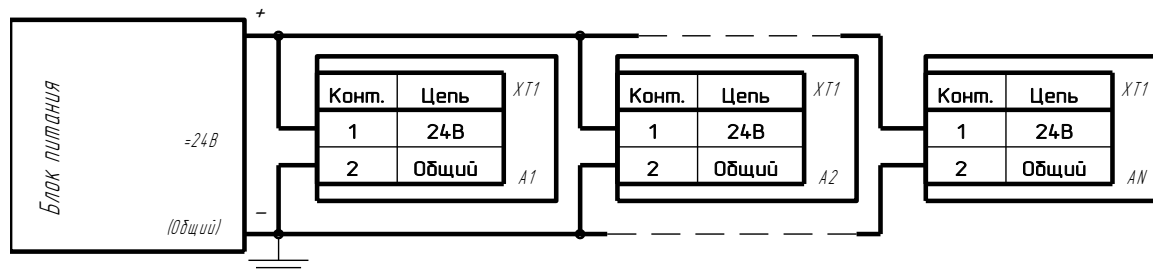 Блок питания
+
=24В
−
(Общий)
Конт. Цепь
1 24В
2 Общий
XT1
A1
Конт. Цепь
1 24В
2 Общий
XT1
A2
Конт. Цепь
1 24В
2 Общий
XT1
AN